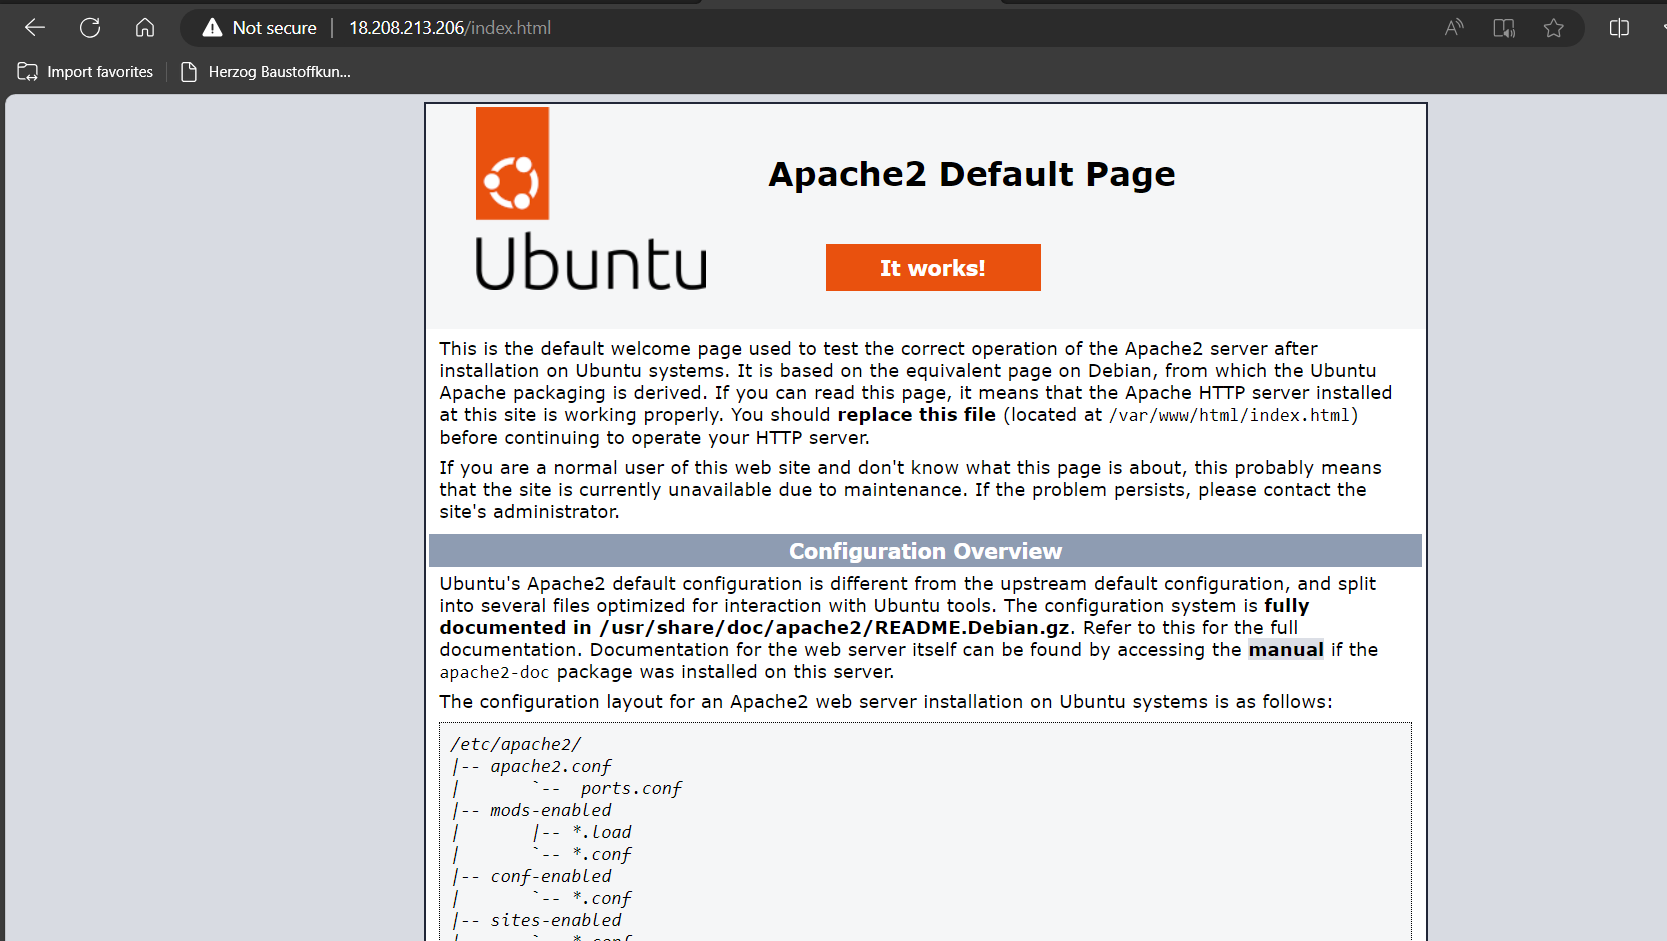 Not secure | 18.208.213.206/index.html
Import favorites
Herzog Baustoffkun...
Ubuntu
Apache2 Default Page
It works!
This is the default welcome page used to test the correct operation of the Apache2 server after
installation on Ubuntu systems. It is based on the equivalent page on Debian, from which the Ubuntu
Apache packaging is derived. If you can read this page, it means that the Apache HTTP server installed
at this site is working properly. You should replace this file (located at /var/www/html/index.html)
before continuing to operate your HTTP server.
If you are a normal user of this web site and don't know what this page is about, this probably means
that the site is currently unavailable due to maintenance. If the problem persists, please contact the
site's administrator.
Configuration Overview
Ubuntu's Apache2 default configuration is different from the upstream default configuration, and split
into several files optimized for interaction with Ubuntu tools. The configuration system is fully
documented in /usr/share/doc/apache2/README.Debian.gz. Refer to this for the full
documentation. Documentation for the web server itself can be found by accessing the manual if the
apache2-doc package was installed on this server.
The configuration layout for an Apache2 web server installation on Ubuntu systems is as follows:
/etc/apache2/
|-- apache2.conf
|       `--  ports.conf
|-- mods-enabled
|       |-- *.load
|       `-- *.conf
|-- conf-enabled
|       `-- *.conf
|-- sites-enabled
|       `-- *.conf